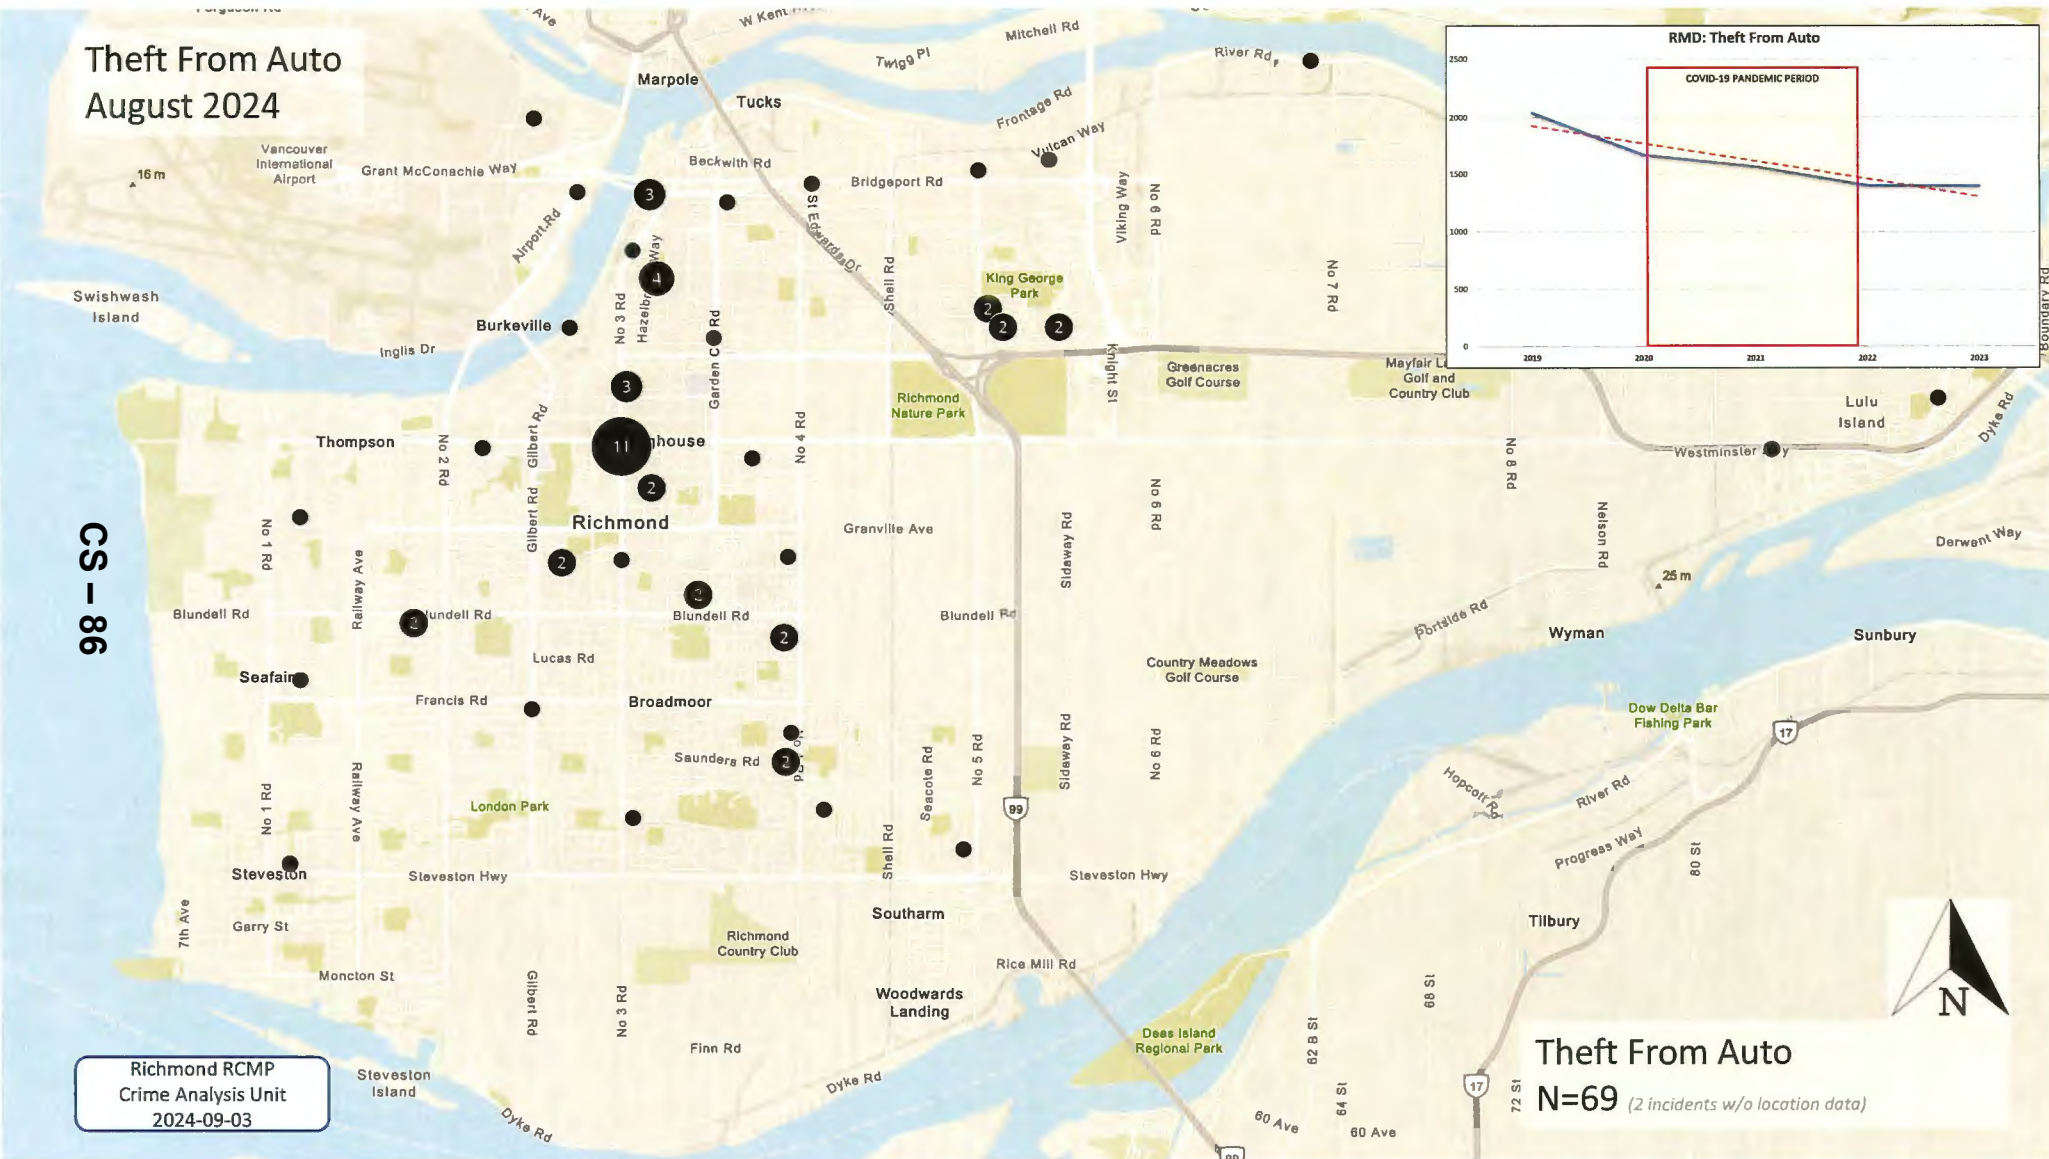 Theft From Auto
August 2024
RMD: Theft From Auto
COVID-19 PANDEMIC PERIOD
2500
2000
1500
1000
500
0
2019 2020 2021 2022 2023
Mitchell Rd
Twigg Pl
River Rd
Marpole
Tucks
Frontage Rd
Vulcan Way
Vancouver
International
Airport
16 m
Grant McConachie Way
Beckwith Rd
Bridgeport Rd
Airport Rd
3
St Edwards Dr
Viking Way
No 6 Rd
Shell Rd
No 7 Rd
Boundary Rd
4
King George
Park
2
2
2
Swishwash
Island
Burkeville
No 3 Rd
Inglis Dr
Knight St
Greenacres
Golf Course
Mayfair
Golf and
Country Club
3
Richmond
Nature Park
Lulu
Island
Dyke Rd
Thompson
No 2 Rd
Gilbert Rd
11
No 4 Rd
No 8 Rd
Westminster
2
Gilbert Rd
Richmond
Granville Ave
No 1 Rd
Sidaway Rd
No 6 Rd
Nelson Rd
Derwent Way
CS – 86
2
Railway Ave
2
25 m
Blundell Rd
2
Blundell Rd
Blundell Rd
2
Portside Rd
Wyman
Sunbury
Lucas Rd
Country Meadows
Golf Course
Seafair
Francis Rd
Broadmoor
Dow Delta Bar
Fishing Park
17
Saunders Rd
2
Seacote Rd
No 5 Rd
Sidaway Rd
No 6 Rd
No 1 Rd
Railway Ave
London Park
99
River Rd
Progress Way
80 St
Shell Rd
Steveston
Steveston Hwy
Steveston Hwy
7th Ave
Garry St
Southarm
Tilbury
Richmond
Country Club
Moncton St
Gilbert Rd
No 3 Rd
Rice Mill Rd
68 St
Woodwards
Landing
N
Finn Rd
Deas Island
Regional Park
62 B St
Richmond RCMP
Crime Analysis Unit
2024-09-03
Steveston
Island
Dyke Rd
Dyke Rd
60 Ave
64 St
60 Ave
17
72 St
Theft From Auto
N=69 (2 incidents w/o location data)